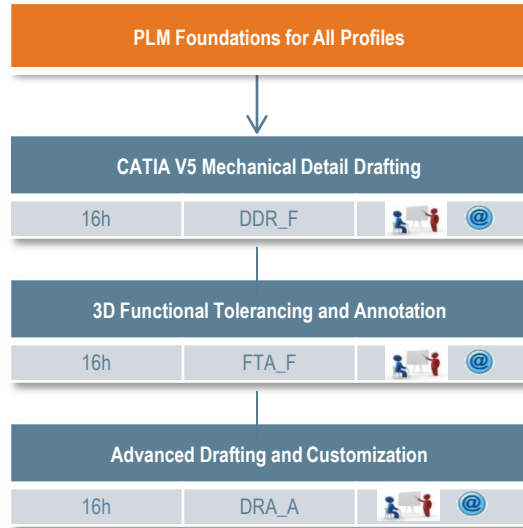 PLM Foundations for All Profiles
CATIA V5 Mechanical Detail Drafting
16h DDR_F @
3D Functional Tolerancing and Annotation
16h FTA_F @
Advanced Drafting and Customization
16h DRA_A @